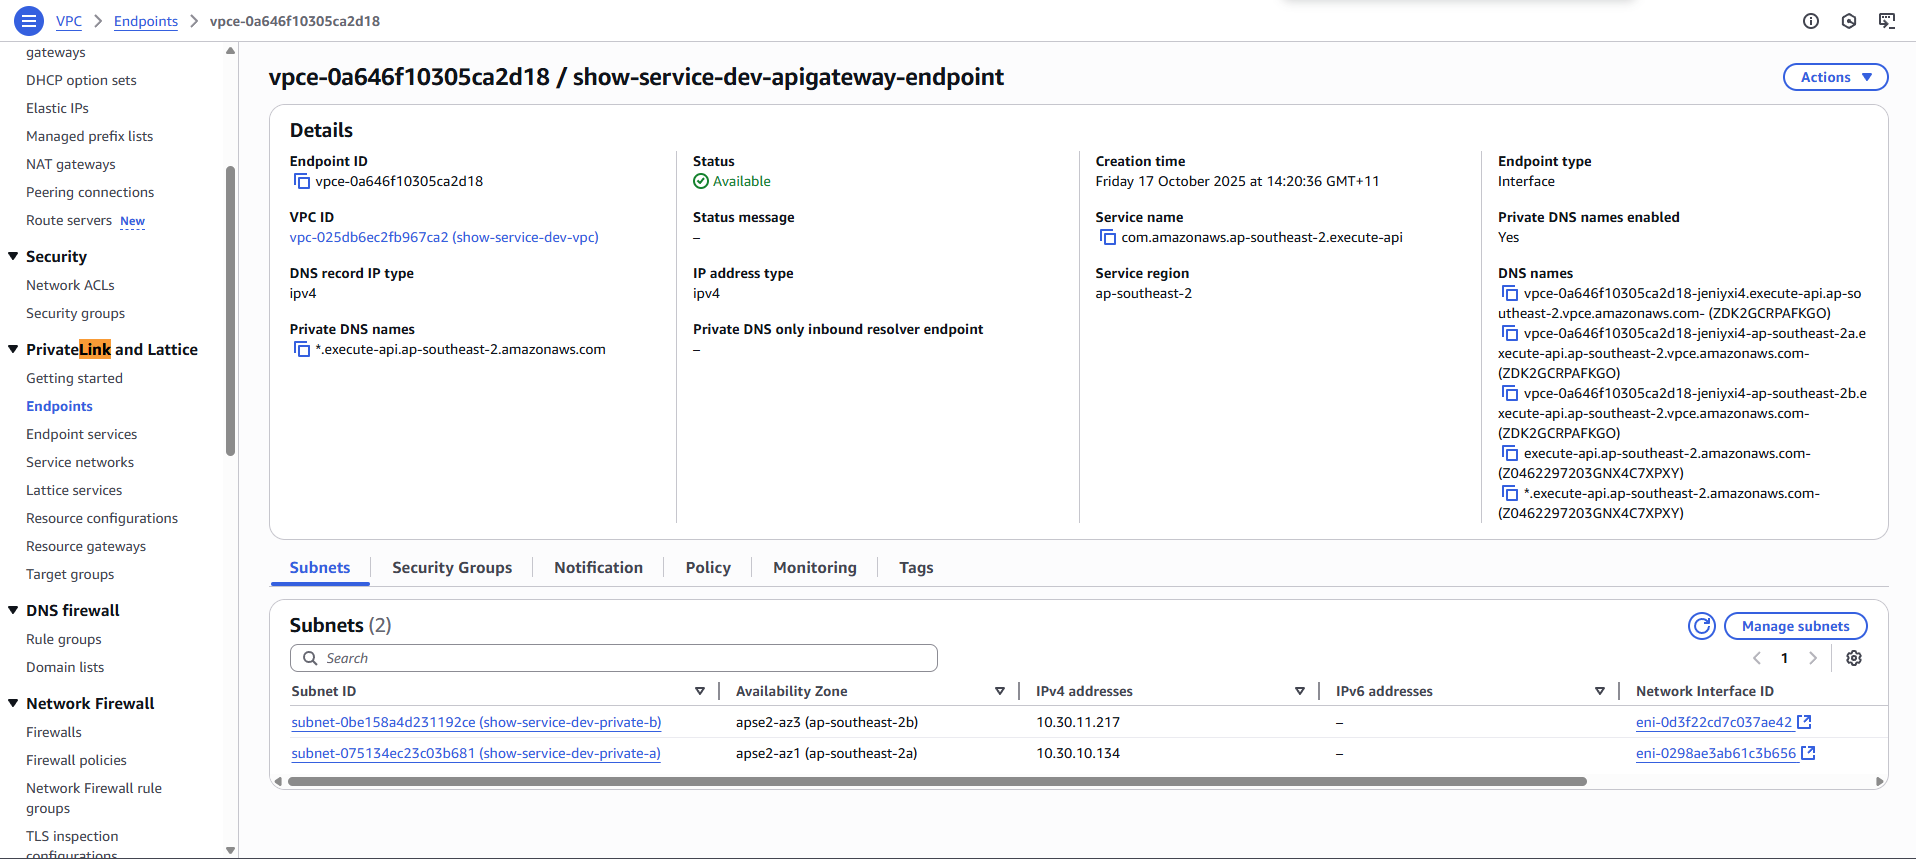 VPC > Endpoints > vpce-0a646f10305ca2d18
gateways
DHCP option sets
Elastic IPs
Managed prefix lists
NAT gateways
Peering connections
Route servers New
Security
Network ACLs
Security groups
PrivateLink and Lattice
Getting started
Endpoints
Endpoint services
Service networks
Lattice services
Resource configurations
Resource gateways
Target groups
DNS firewall
Rule groups
Domain lists
Network Firewall
Firewalls
Firewall policies
Network Firewall rule
groups
TLS inspection
configurations
vpce-0a646f10305ca2d18 / show-service-dev-apigateway-endpoint
Actions
Details
Endpoint ID
vpce-0a646f10305ca2d18
VPC ID
vpc-025db6ec2fb967ca2 (show-service-dev-vpc)
DNS record IP type
ipv4
Private DNS names
*.execute-api.ap-southeast-2.amazonaws.com
Status
Available
Status message
–
IP address type
ipv4
Private DNS only inbound resolver endpoint
–
Creation time
Friday 17 October 2025 at 14:20:36 GMT+11
Service name
com.amazonaws.ap-southeast-2.execute-api
Service region
ap-southeast-2
Endpoint type
Interface
Private DNS names enabled
Yes
DNS names
vpce-0a646f10305ca2d18-jeniyxi4.execute-api.ap-so
utheast-2.vpce.amazonaws.com- (ZDK2GCRPAFKGO)
vpce-0a646f10305ca2d18-jeniyxi4-ap-southeast-2a.e
xecute-api.ap-southeast-2.vpce.amazonaws.com-
(ZDK2GCRPAFKGO)
vpce-0a646f10305ca2d18-jeniyxi4-ap-southeast-2b.e
xecute-api.ap-southeast-2.vpce.amazonaws.com-
(ZDK2GCRPAFKGO)
execute-api.ap-southeast-2.amazonaws.com-
(Z0462297203GNX4C7XPXY)
*.execute-api.ap-southeast-2.amazonaws.com-
(Z0462297203GNX4C7XPXY)
Subnets Security Groups Notification Policy Monitoring Tags
Subnets (2)
Manage subnets
Search
1
Subnet ID Availability Zone IPv4 addresses IPv6 addresses Network Interface ID
subnet-0be158a4d231192ce (show-service-dev-private-b) apse2-az3 (ap-southeast-2b) 10.30.11.217 – eni-0d3f22cd7c037ae42
subnet-075134ec23c03b681 (show-service-dev-private-a) apse2-az1 (ap-southeast-2a) 10.30.10.134 – eni-0298ae3ab61c3b656